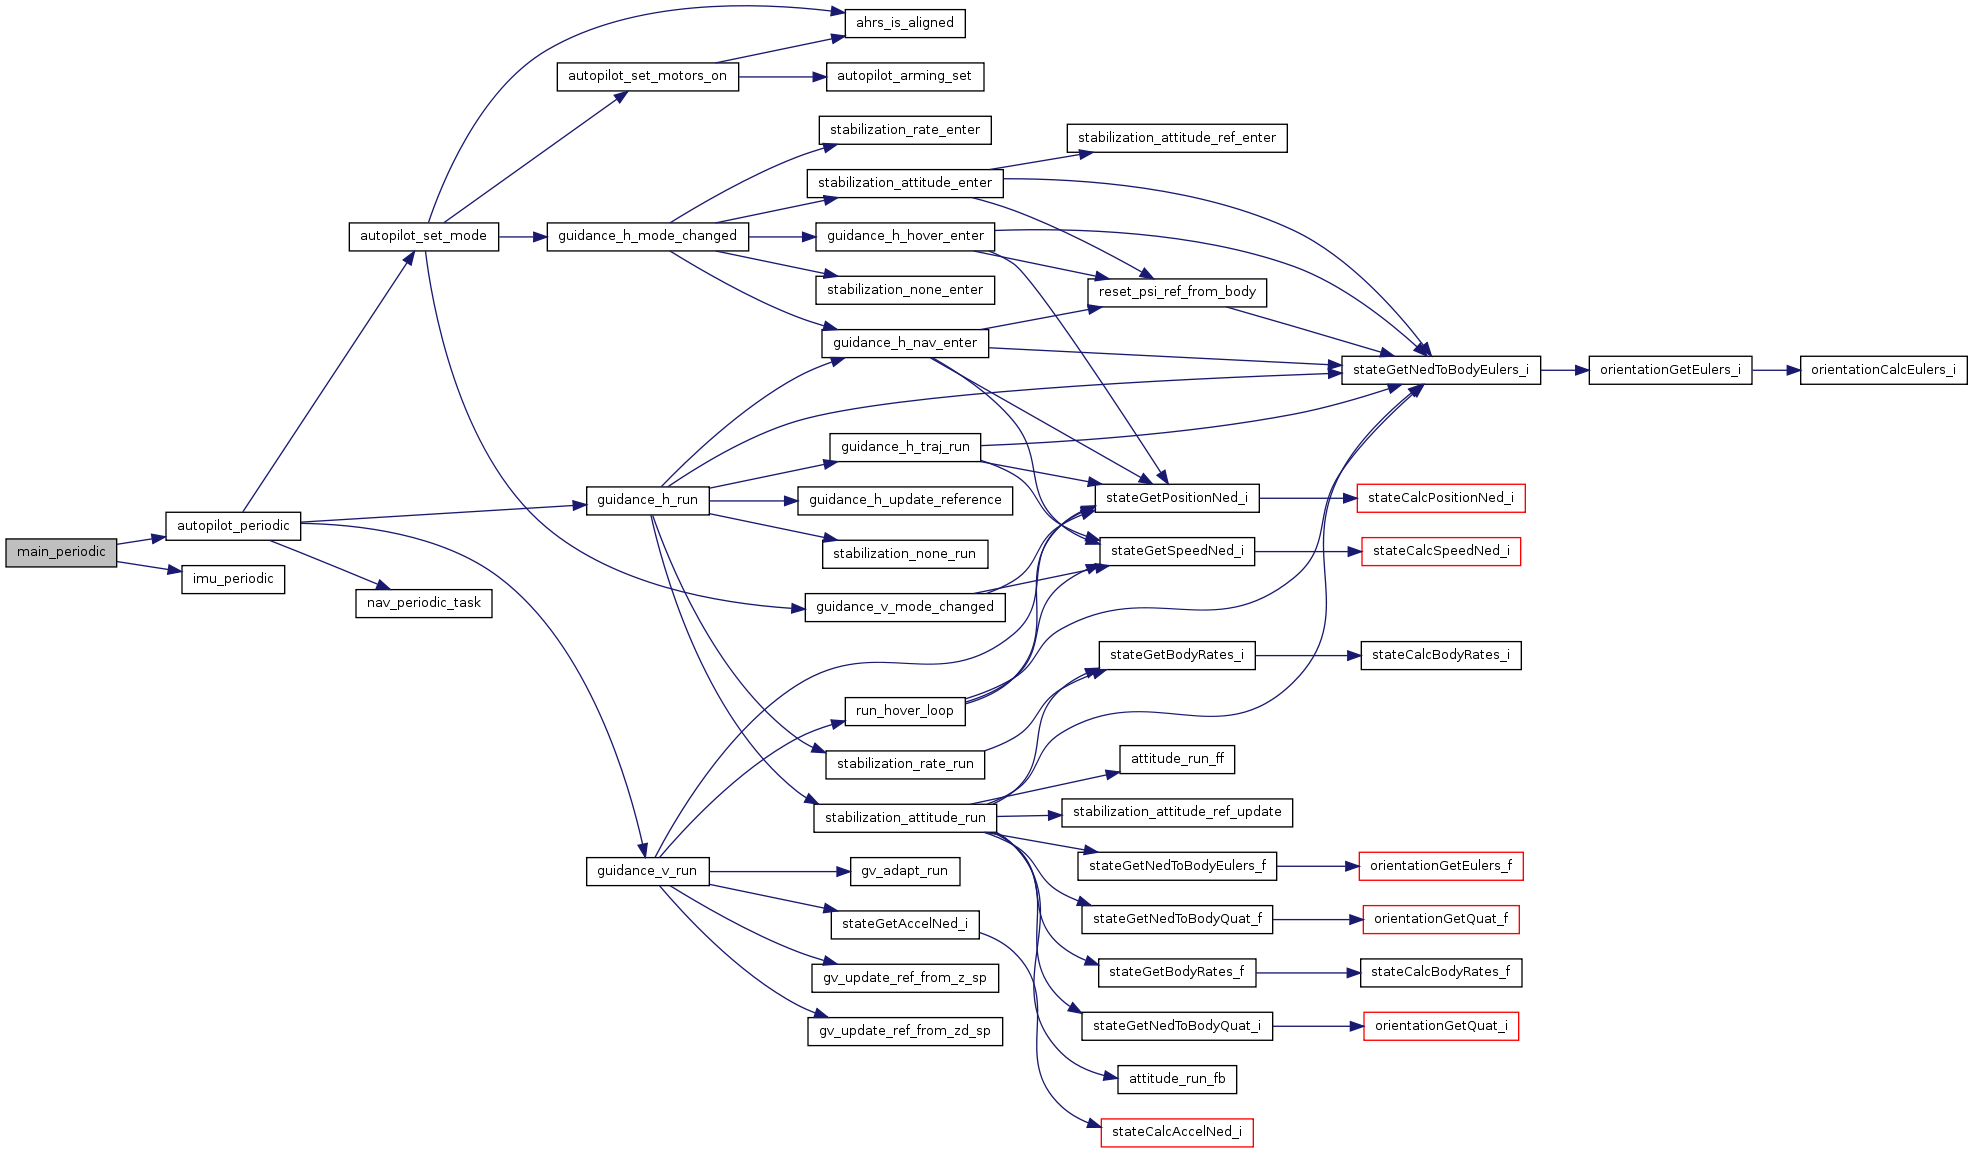 main_periodic
autopilot_periodic
imu_periodic
autopilot_set_mode
nav_periodic_task
autopilot_set_motors_on
guidance_h_mode_changed
guidance_h_run
guidance_v_run
ahrs_is_aligned
autopilot_arming_set
stabilization_rate_enter
stabilization_attitude_enter
guidance_h_hover_enter
stabilization_none_enter
guidance_h_nav_enter
guidance_h_traj_run
guidance_h_update_reference
stabilization_none_run
guidance_v_mode_changed
run_hover_loop
stabilization_rate_run
stabilization_attitude_run
gv_adapt_run
stateGetAccelNed_i
gv_update_ref_from_z_sp
gv_update_ref_from_zd_sp
stabilization_attitude_ref_enter
reset_psi_ref_from_body
stateGetPositionNed_i
stateGetSpeedNed_i
stateGetBodyRates_i
attitude_run_ff
stabilization_attitude_ref_update
stateGetNedToBodyEulers_f
stateGetNedToBodyQuat_f
stateGetBodyRates_f
stateGetNedToBodyQuat_i
attitude_run_fb
stateCalcAccelNed_i
stateGetNedToBodyEulers_i
stateCalcPositionNed_i
stateCalcSpeedNed_i
stateCalcBodyRates_i
orientationGetEulers_f
orientationGetQuat_f
stateCalcBodyRates_f
orientationGetQuat_i
orientationGetEulers_i
orientationCalcEulers_i